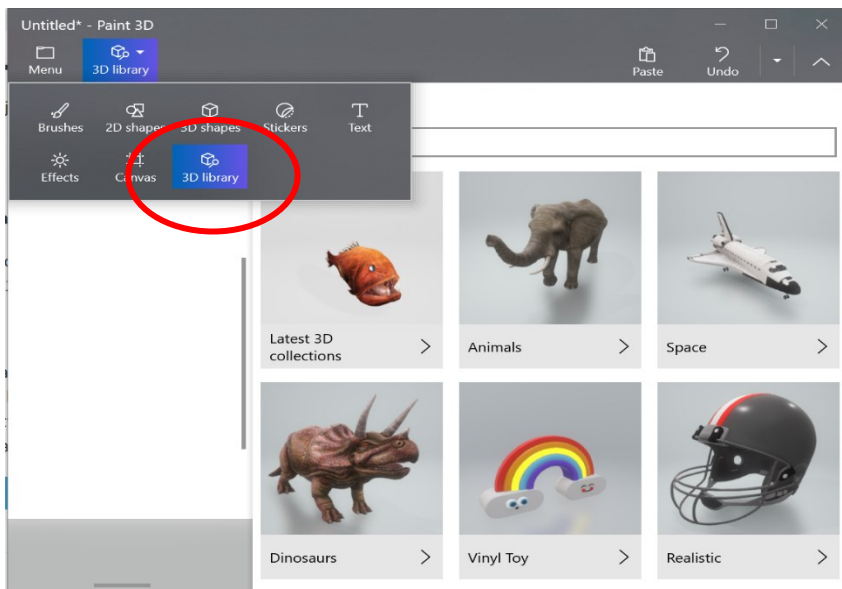 Untitled* - Paint 3D
Menu
3D library
Paste
Undo
Brushes
2D shapes
3D shapes
Stickers
Text
Effects
Canvas
3D library
Latest 3D
collections
Animals
Space
Dinosaurs
Vinyl Toy
Realistic